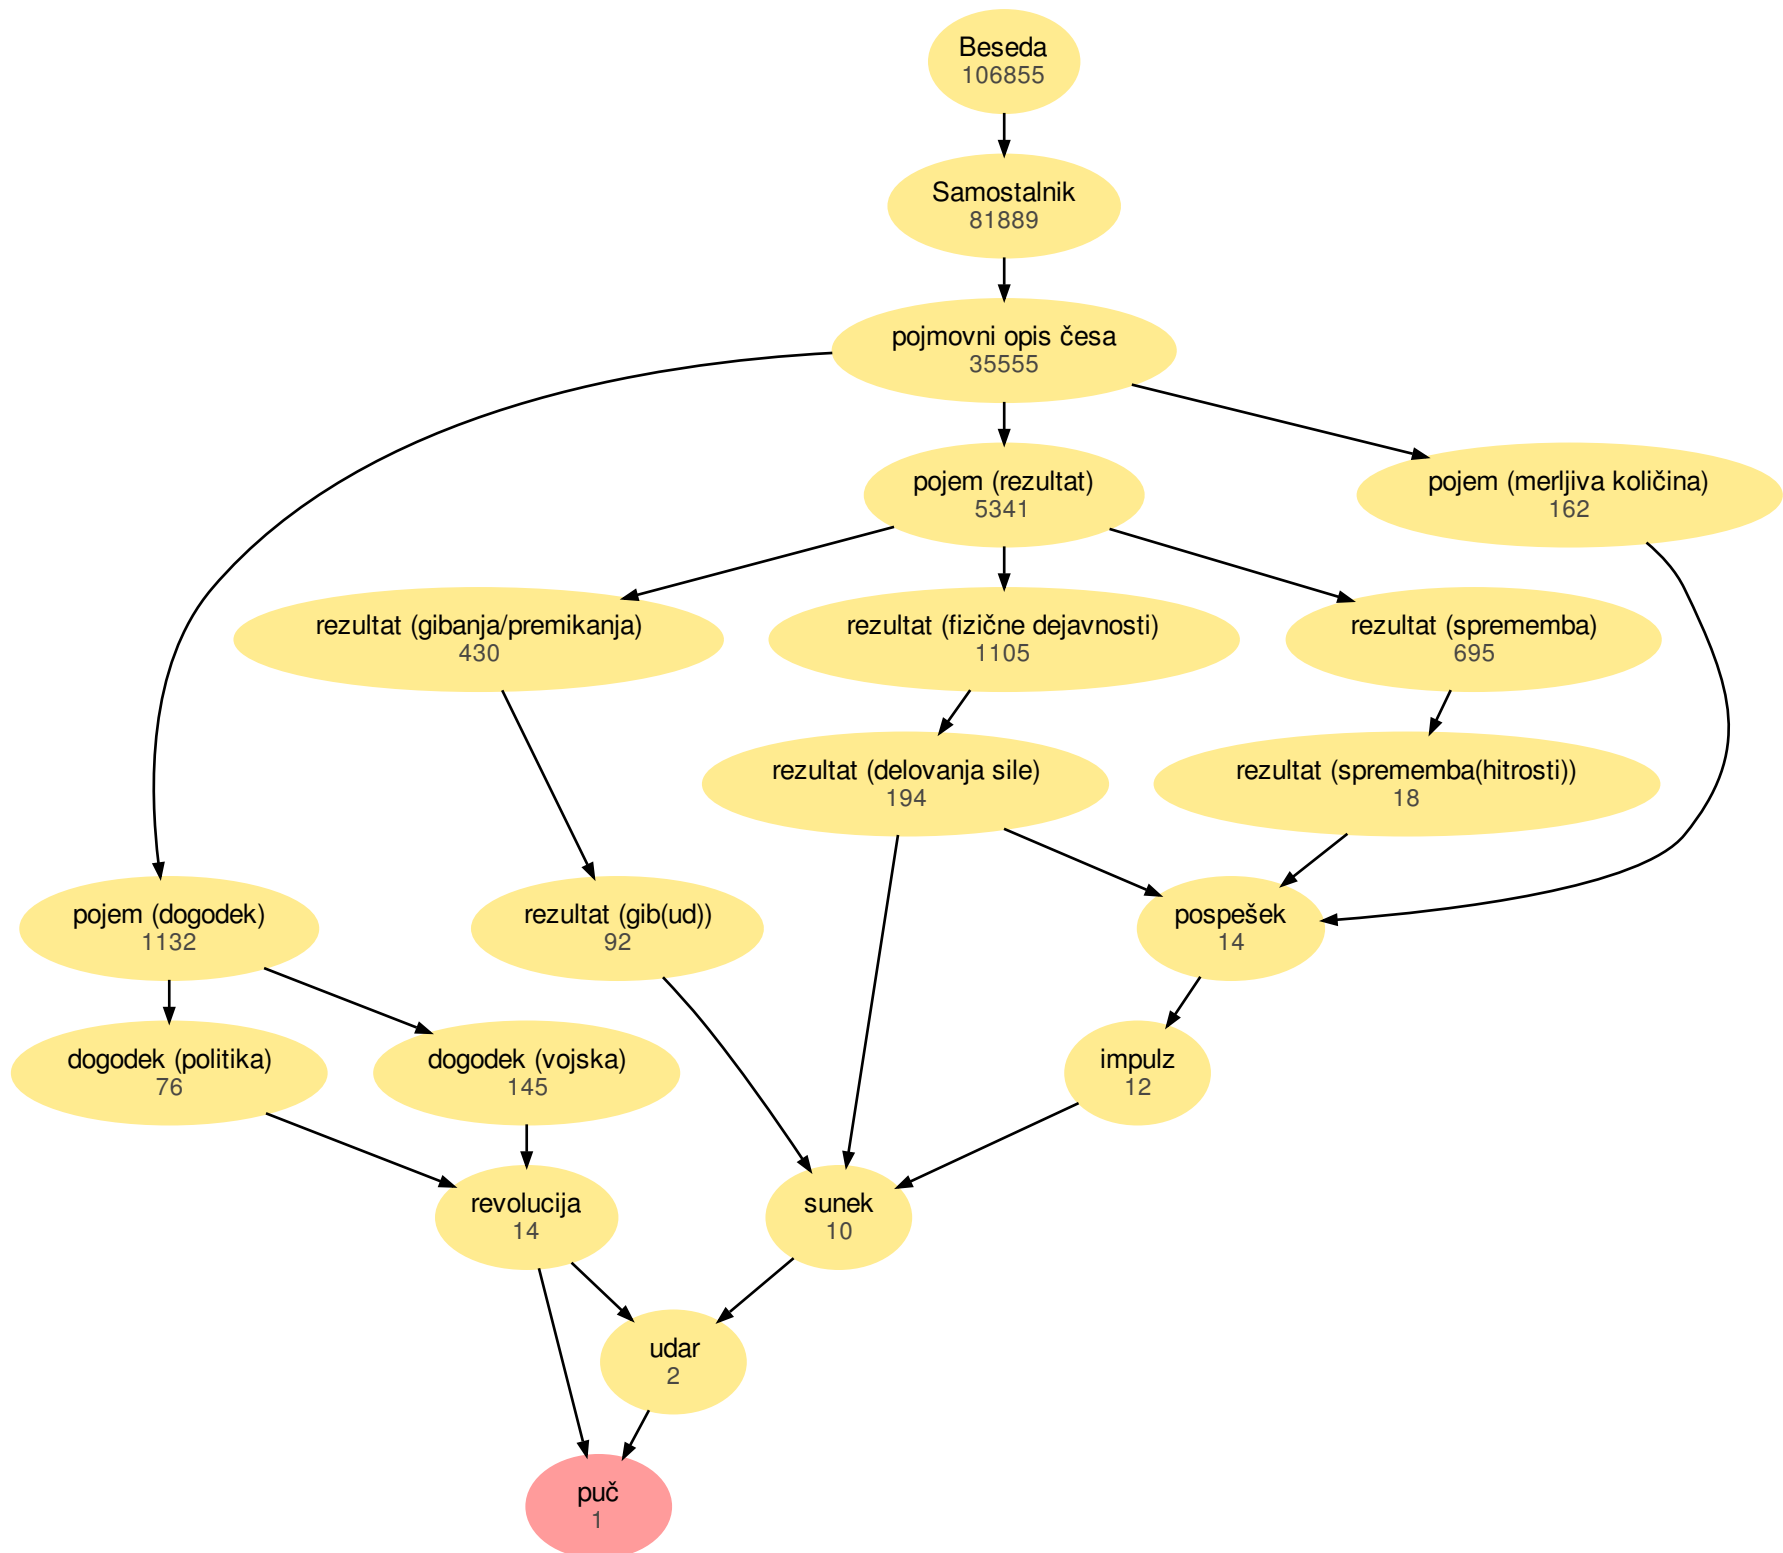 Beseda
106855
Samostalnik
81889
pojmovni opis česa
35555
pojem (rezultat)
5341
pojem (merljiva količina)
162
rezultat (gibanja/premikanja)
430
rezultat (fizične dejavnosti)
1105
rezultat (sprememba)
695
rezultat (delovanja sile)
194
rezultat (sprememba(hitrosti))
18
pojem (dogodek)
1132
rezultat (gib(ud))
92
pospešek
14
dogodek (politika)
76
dogodek (vojska)
145
impulz
12
revolucija
14
sunek
10
udar
2
puč
1